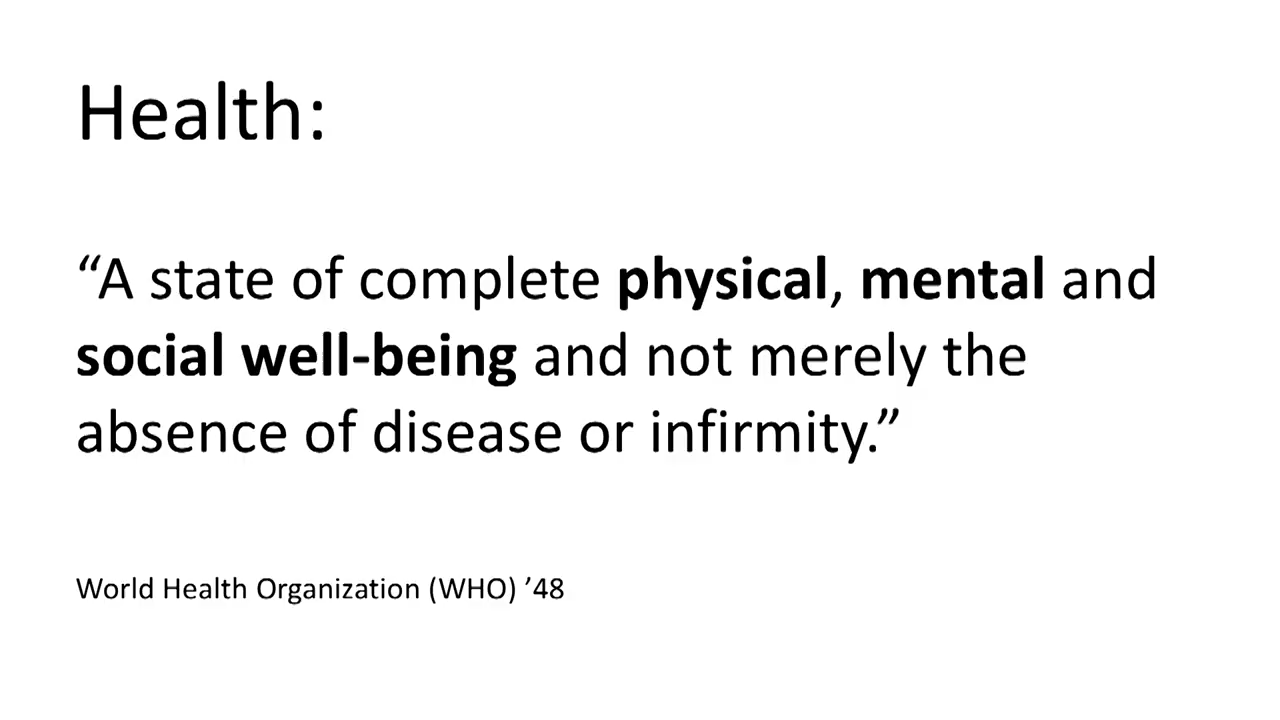 Health:
“A state of complete physical, mental and
social well-being and not merely the
absence of disease or infirmity.”
World Health Organization (WHO) ’48